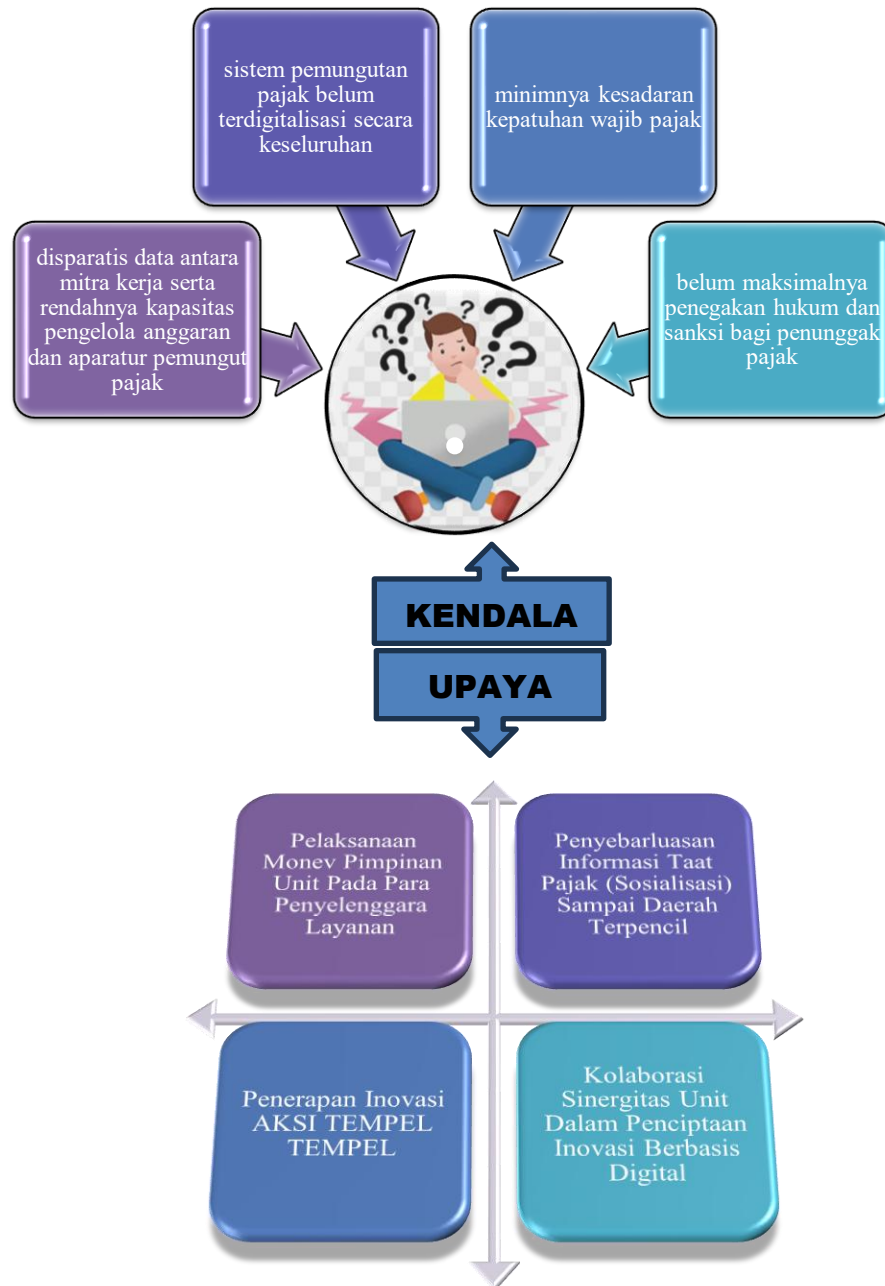 sistem pemungutan
pajak belum
terdigitalisasi secara
keseluruhan
minimnya kesadaran
kepatuhan wajib pajak
disparatis data antara
mitra kerja serta
rendahnya kapasitas
pengelola anggaran
dan aparatur pemungut
pajak
belum maksimalnya
penegakan hukum dan
sanksi bagi penunggak
pajak
? ? ? ? ? ? ? ?
KENDALA
UPAYA
Pelaksanaan
Monev Pimpinan
Unit Pada Para
Penyelenggara
Layanan
Penyebarluasan
Informasi Taat
Pajak (Sosialisasi)
Sampai Daerah
Terpencil
Penerapan Inovasi
AKSI TEMPEL
TEMPEL
Kolaborasi
Sinergitas Unit
Dalam Penciptaan
Inovasi Berbasis
Digital